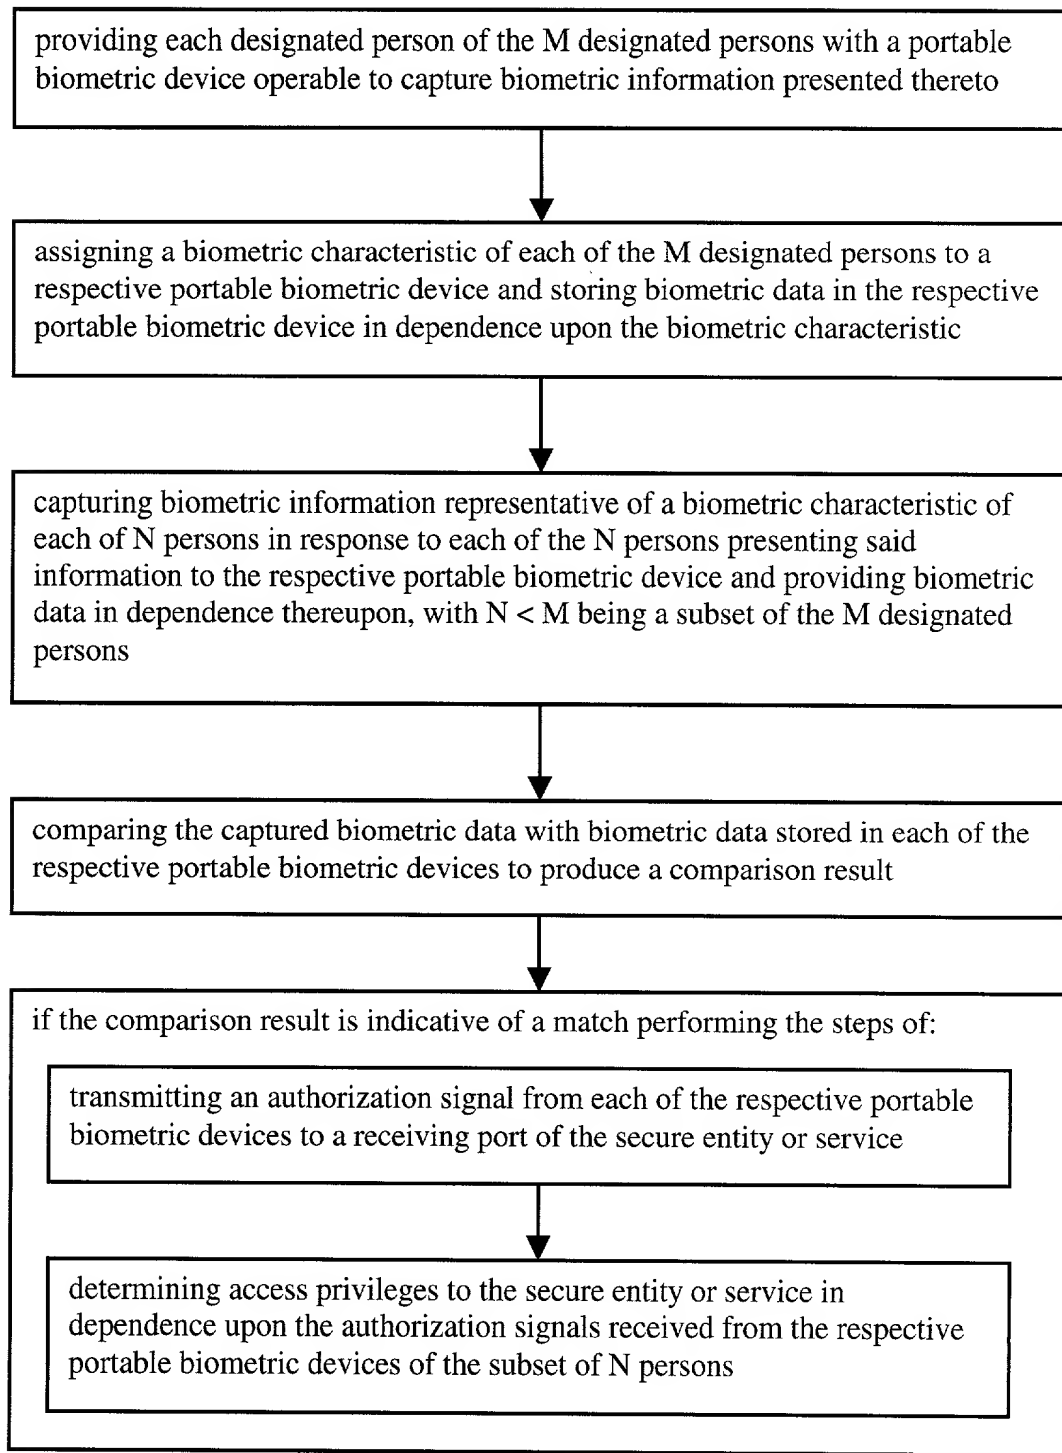 providing each designated person of the M designated persons with a portable
biometric device operable to capture biometric information presented thereto
assigning a biometric characteristic of each of the M designated persons to a
respective portable biometric device and storing biometric data in the respective
portable biometric device in dependence upon the biometric characteristic
capturing biometric information representative of a biometric characteristic of
each of N persons in response to each of the N persons presenting said
information to the respective portable biometric device and providing biometric
data in dependence thereupon, with N < M being a subset of the M designated
persons
comparing the captured biometric data with biometric data stored in each of the
respective portable biometric devices to produce a comparison result
if the comparison result is indicative of a match performing the steps of:
transmitting an authorization signal from each of the respective portable
biometric devices to a receiving port of the secure entity or service
determining access privileges to the secure entity or service in
dependence upon the authorization signals received from the respective
portable biometric devices of the subset of N persons